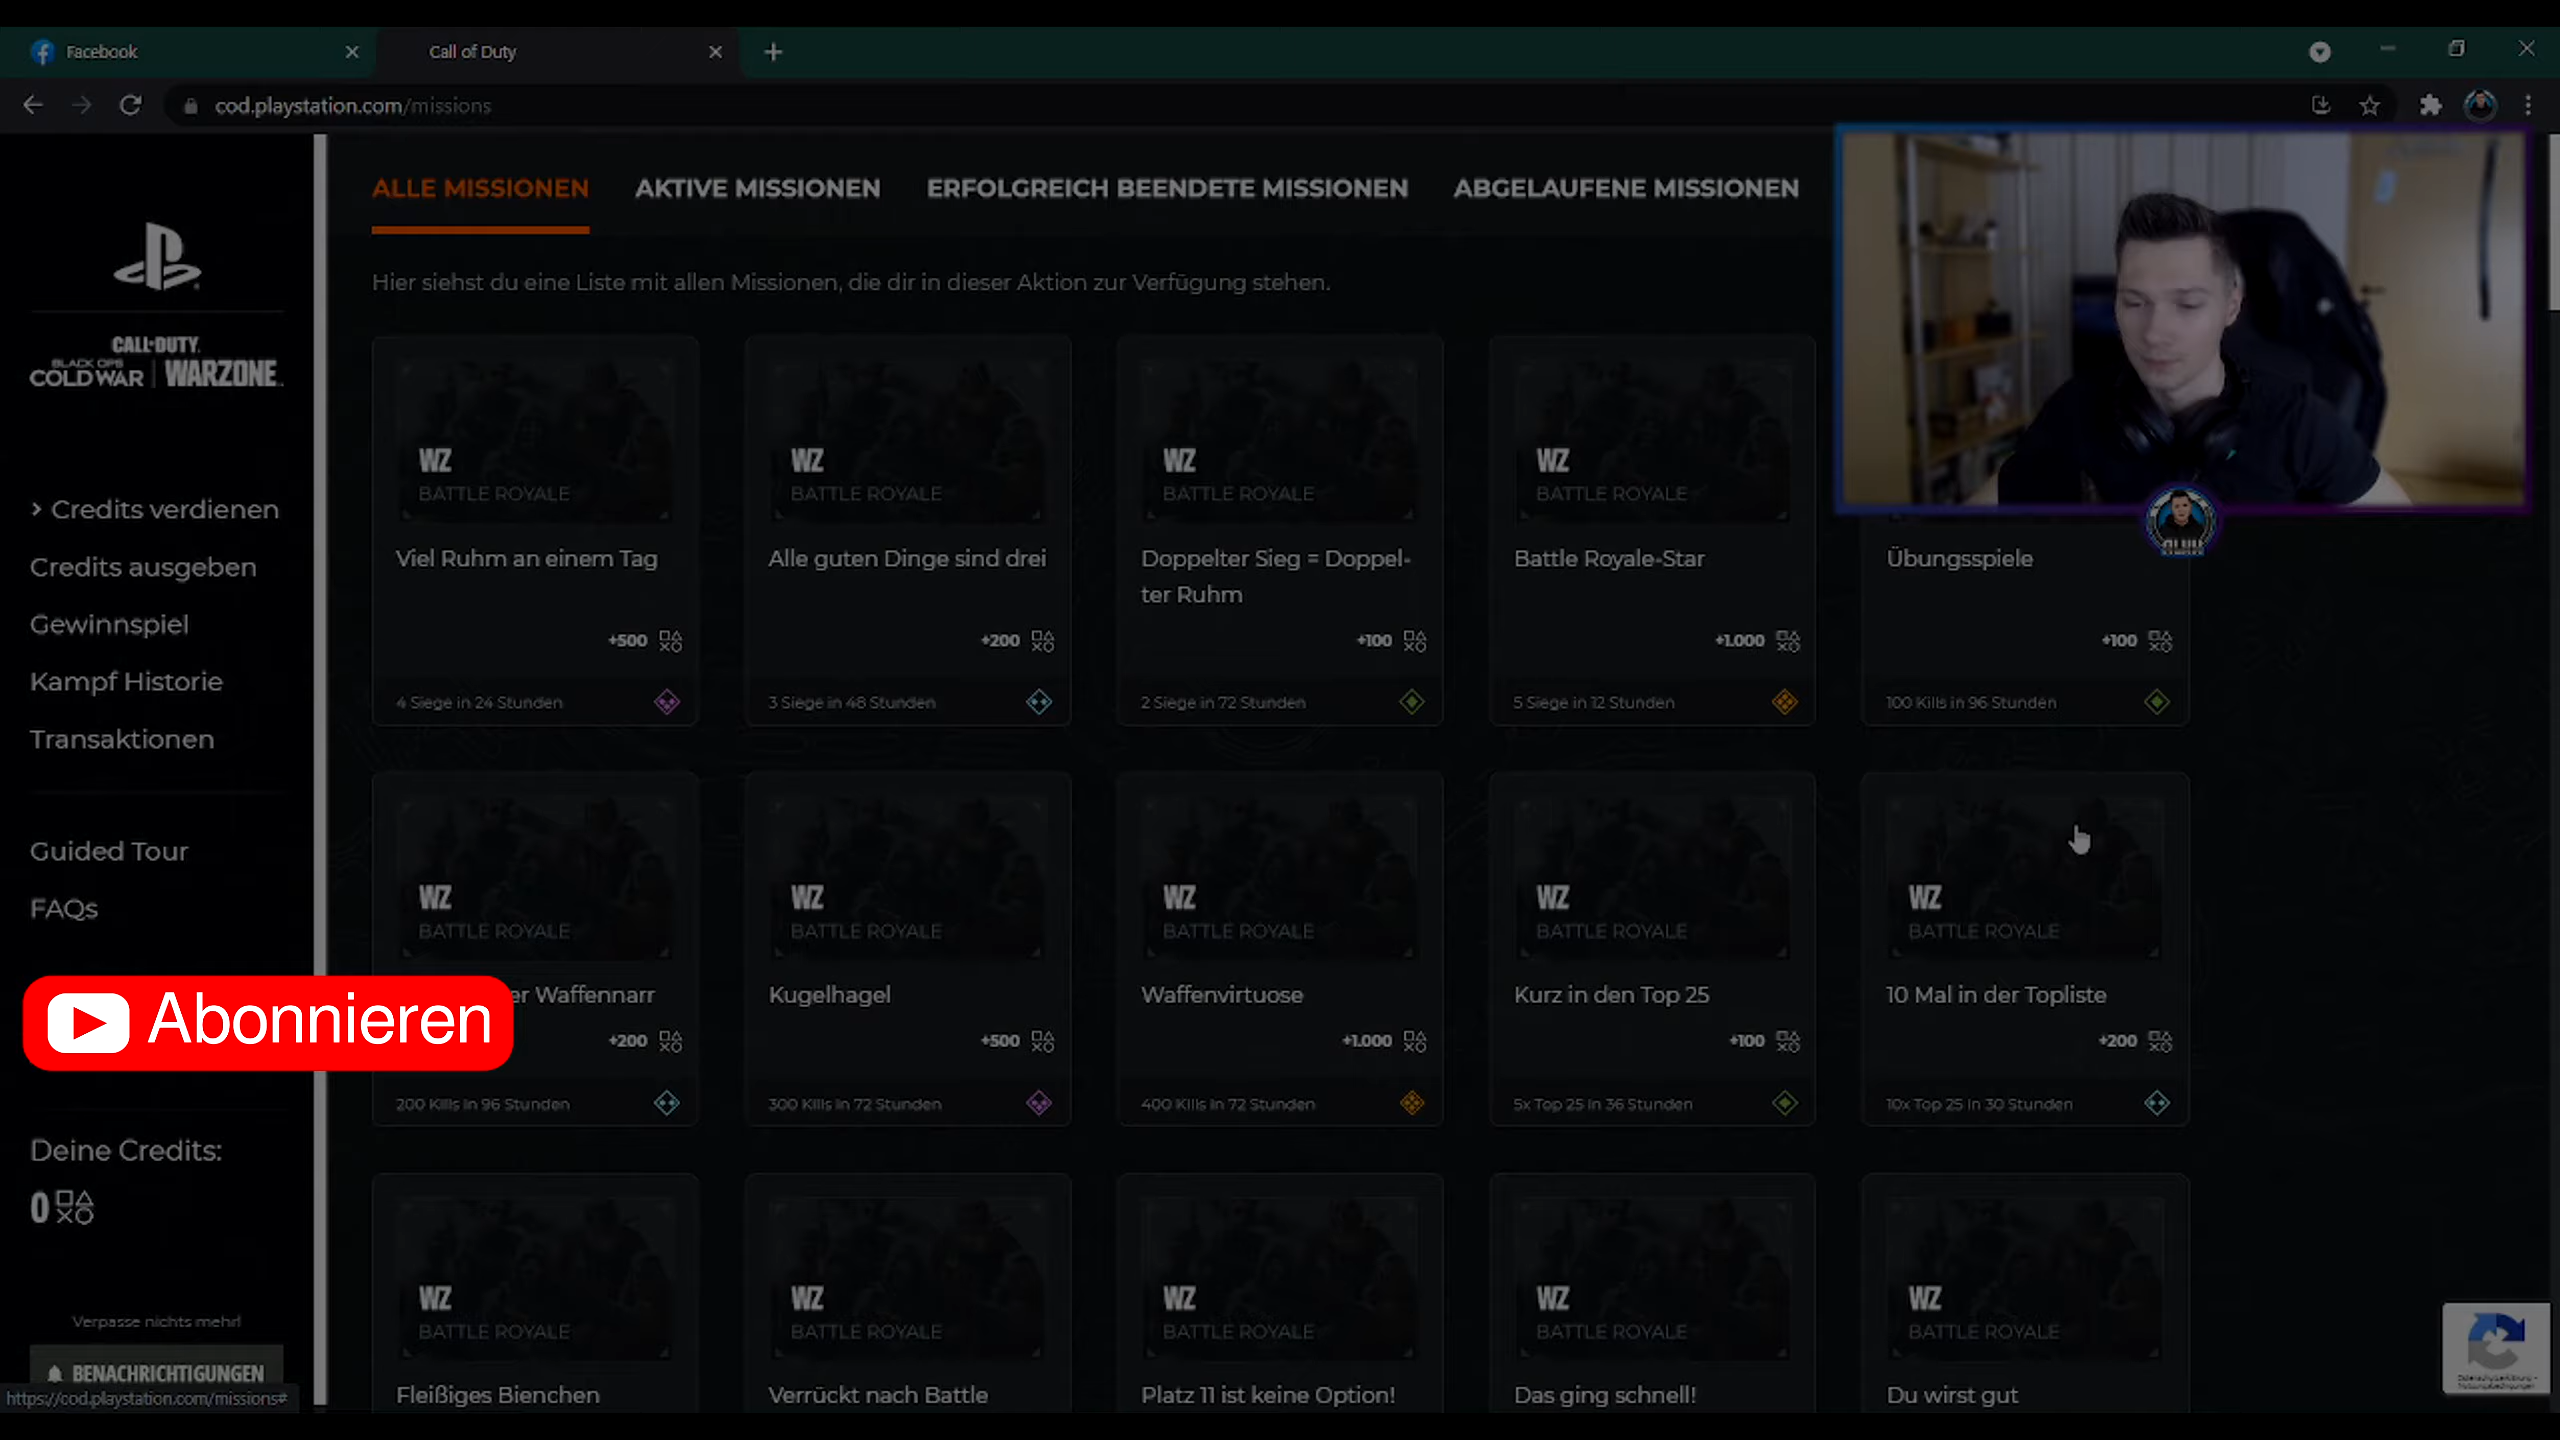 Facebook
Call of Duty
cod.playstation.com/missions
ALLE MISSIONEN
AKTIVE MISSIONEN
ERFOLGREICH BEENDETE MISSIONEN
ABGELAUFENE MISSIONEN
Hier siehst du eine Liste mit allen Missionen, die dir in dieser Aktion zur Verfügung stehen.
CALL OF DUTY
BLACK OPS
COLD WAR | WARZONE
Credits verdienen
Credits ausgeben
Gewinnspiel
Kampf Historie
Transaktionen
Guided Tour
FAQs
Abonnieren
Deine Credits:
0
Verpasse nichts mehr!
BENACHRICHTIGUNGEN
https://cod.playstation.com/missions#
WZ
BATTLE ROYALE
Viel Ruhm an einem Tag
+500
4 Siege in 24 Stunden
WZ
BATTLE ROYALE
Alle guten Dinge sind drei
+200
3 Siege in 48 Stunden
WZ
BATTLE ROYALE
Doppelter Sieg = Doppel-
ter Ruhm
+100
2 Siege in 72 Stunden
WZ
BATTLE ROYALE
Battle Royale-Star
+1.000
5 Siege in 12 Stunden
Übungsspiele
+100
100 Kills in 96 Stunden
WZ
BATTLE ROYALE
er Waffennarr
+200
200 Kills in 96 Stunden
WZ
BATTLE ROYALE
Kugelhagel
+500
300 Kills in 72 Stunden
WZ
BATTLE ROYALE
Waffenvirtuose
+1.000
400 Kills in 72 Stunden
WZ
BATTLE ROYALE
Kurz in den Top 25
+100
5x Top 25 in 36 Stunden
WZ
BATTLE ROYALE
10 Mal in der Topliste
+200
10x Top 25 in 30 Stunden
WZ
BATTLE ROYALE
Fleißiges Bienchen
WZ
BATTLE ROYALE
Verrückt nach Battle
WZ
BATTLE ROYALE
Platz 11 ist keine Option!
WZ
BATTLE ROYALE
Das ging schnell!
WZ
BATTLE ROYALE
Du wirst gut